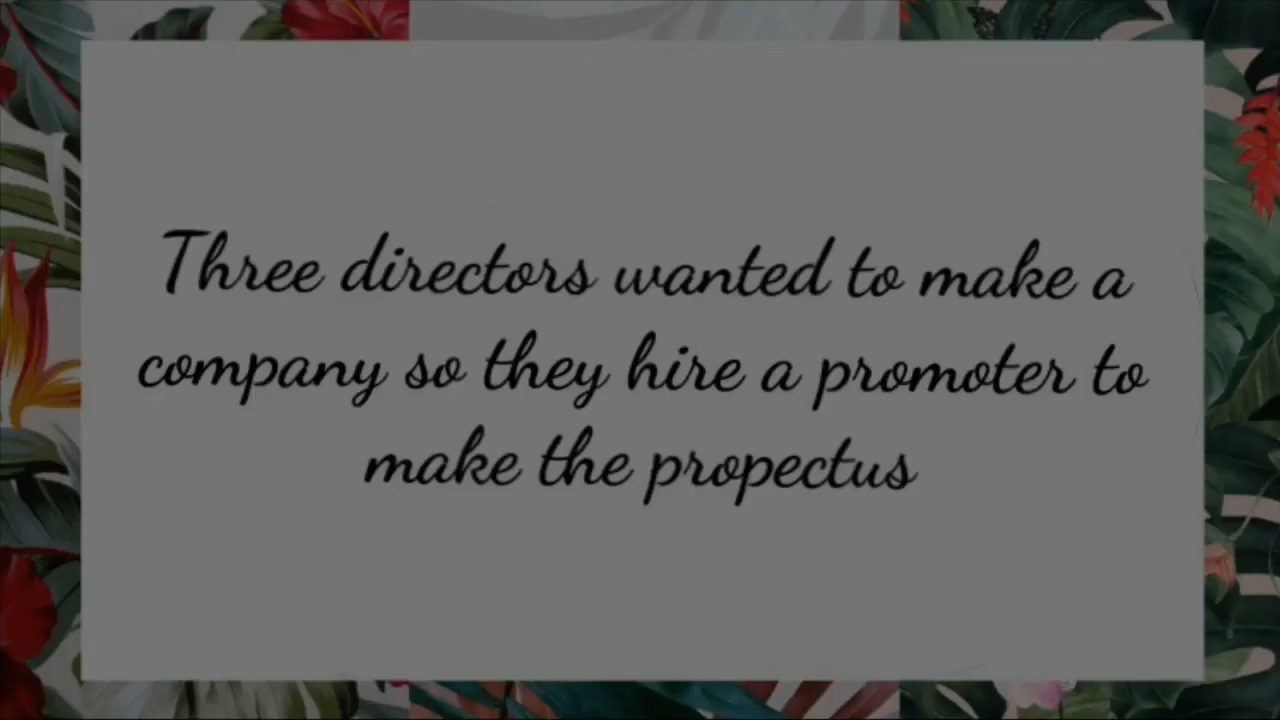 Three directors wanted to make a
company so they hire a promoter to
make the propectus